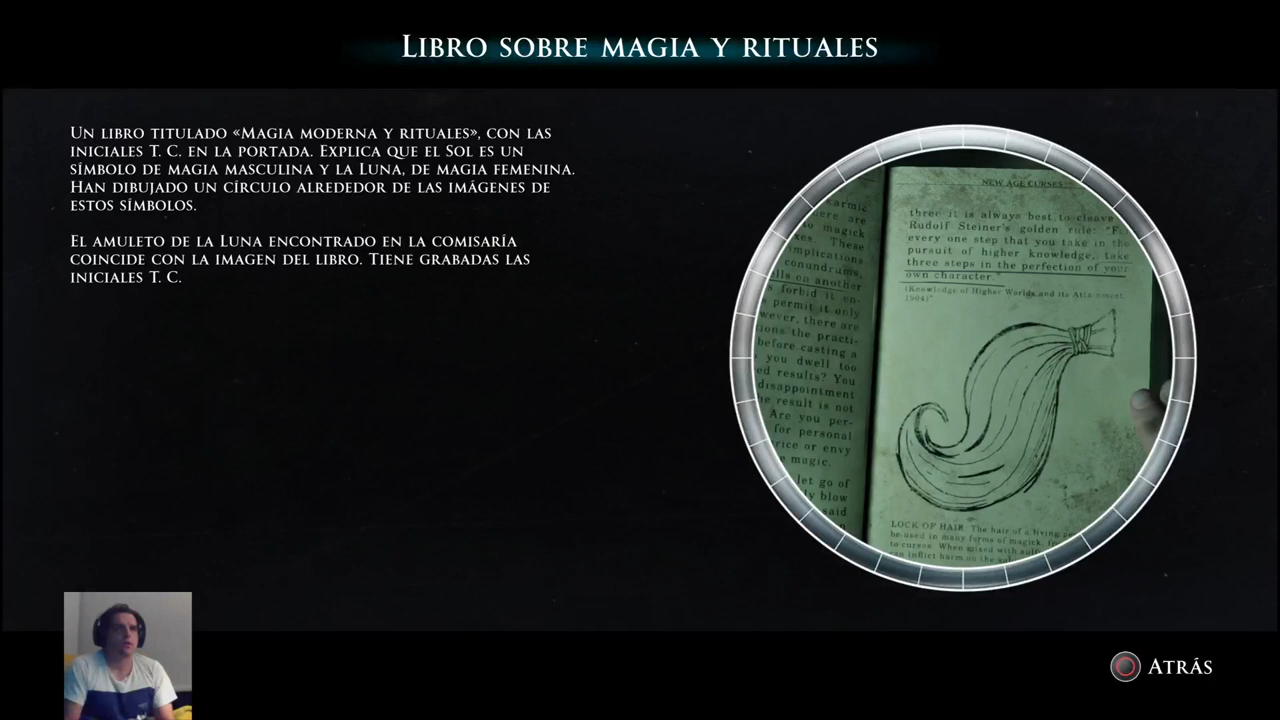 Libro sobre magia y rituales
Un libro titulado «Magia moderna y rituales», con las
iniciales T. C. en la portada. Explica que el Sol es un
símbolo de magia masculina y la Luna, de magia femenina.
Han dibujado un círculo alrededor de las imágenes de
estos símbolos.
El amuleto de la Luna encontrado en la comisaría
coincide con la imagen del libro. Tiene grabadas las
iniciales T. C.
karmic
here are
to magick
These
implications
conundrums,
on another
forbid it en-
permit it only
there are
the practi-
before casting a
you dwell too
results? You
disappointment
result is not
Are you per-
for personal
or envy
magic.
let go of
blow
said
NEW AGE CURSES
three it is always best to cleave
Rudolf Steiner's golden rule:
every one step that you take in the
pursuit of higher knowledge, take
three steps in the perfection of your
own character."
(Knowledge of Higher Worlds and its Attainment,
1904)"
LOCK OF HAIR The hair of a living
be used in many forms of magick,
to curses. When mixed with
can inflict harm on the
Atrás